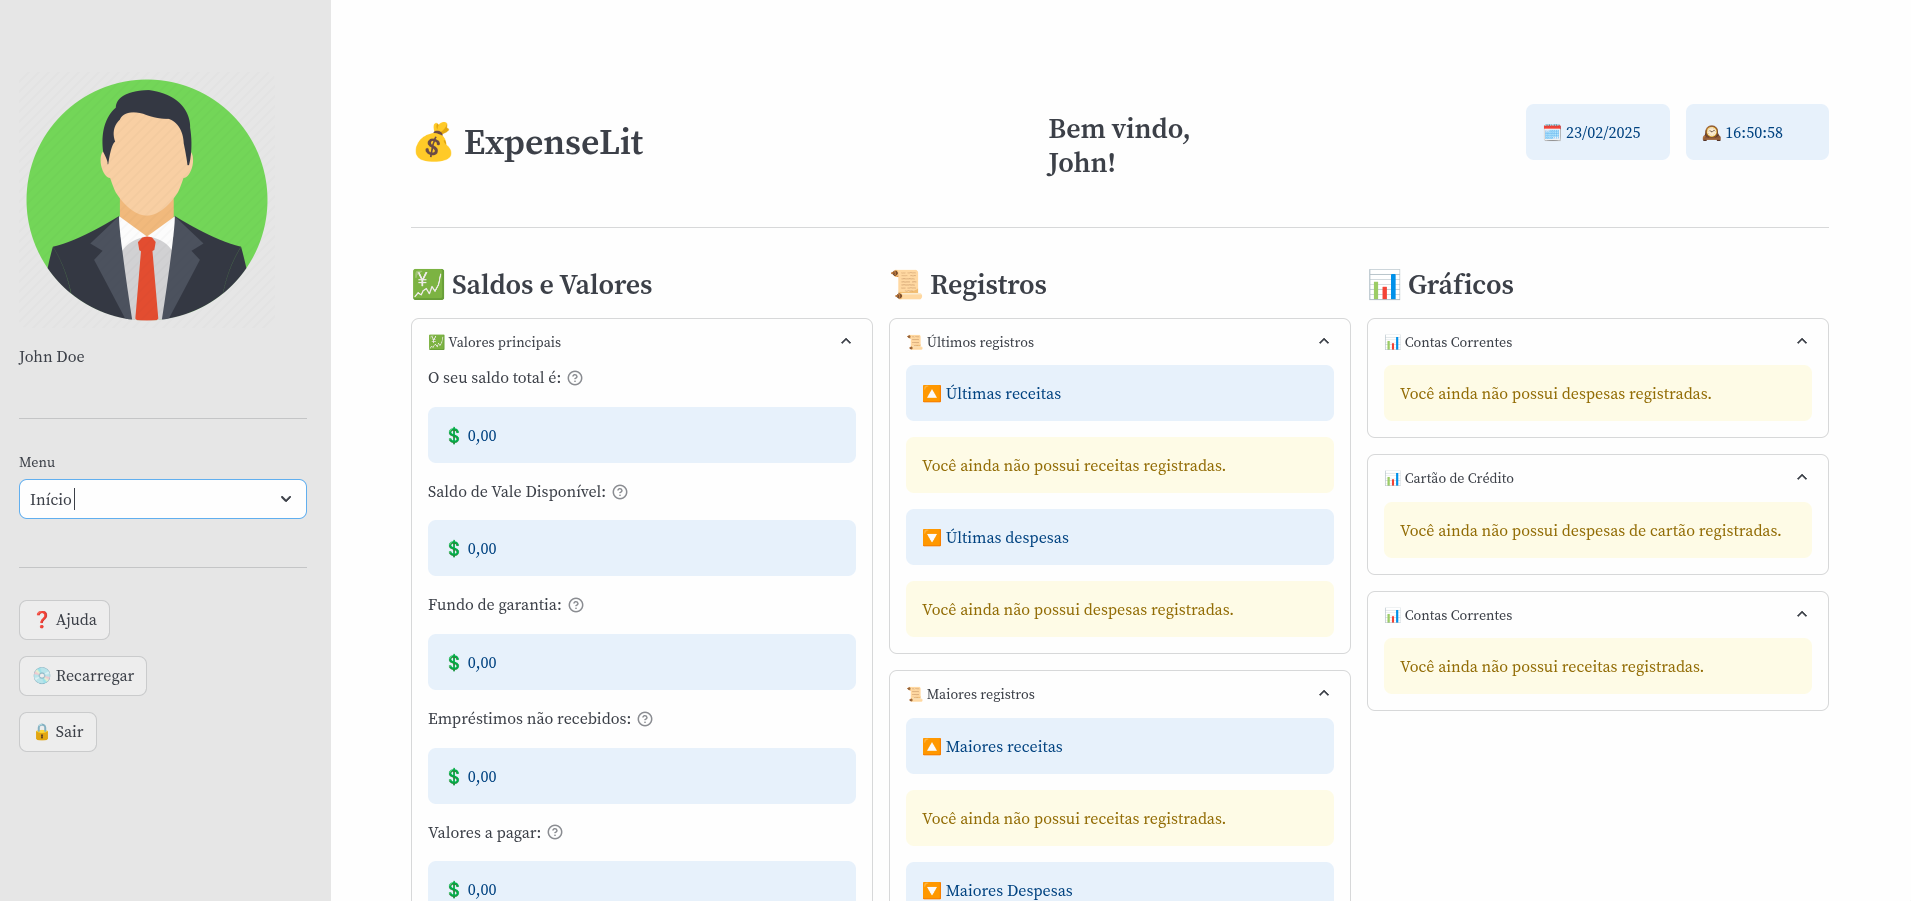 John Doe
Menu
Início
❓ Ajuda
💿 Recarregar
🔒 Sair
💰 ExpenseLit
Bem vindo,
John!
🗓️ 23/02/2025
🕰️ 16:50:58
💹 Saldos e Valores
💹 Valores principais
O seu saldo total é:
💲 0,00
Saldo de Vale Disponível:
💲 0,00
Fundo de garantia:
💲 0,00
Empréstimos não recebidos:
💲 0,00
Valores a pagar:
💲 0,00
📜 Registros
📜 Últimos registros
🔼 Últimas receitas
Você ainda não possui receitas registradas.
🔽 Últimas despesas
Você ainda não possui despesas registradas.
📜 Maiores registros
🔼 Maiores receitas
Você ainda não possui receitas registradas.
🔽 Maiores Despesas
📊 Gráficos
📊 Contas Correntes
Você ainda não possui despesas registradas.
📊 Cartão de Crédito
Você ainda não possui despesas de cartão registradas.
📊 Contas Correntes
Você ainda não possui receitas registradas.